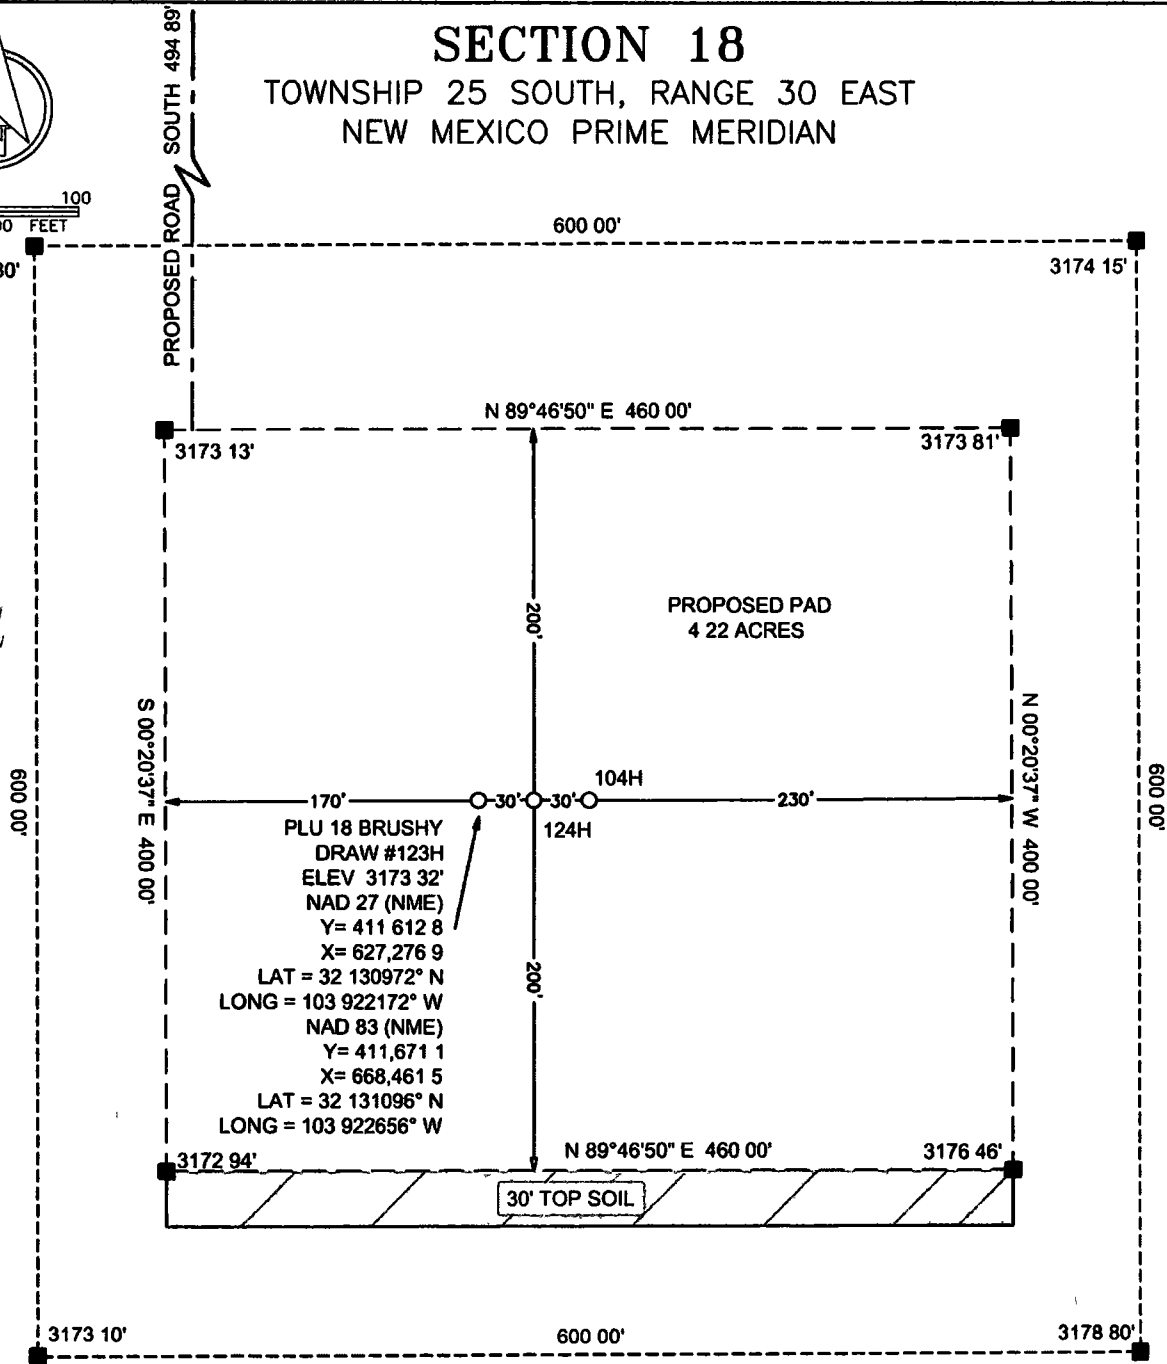 SECTION 18
TOWNSHIP 25 SOUTH, RANGE 30 EAST
NEW MEXICO PRIME MERIDIAN
PROPOSED ROAD SOUTH 494 89'
100
FEET
600 00'
3174 15'
N 89°46'50" E 460 00'
3173 13'
3173 81'
200'
PROPOSED PAD
4 22 ACRES
S 00°20'37" E 400 00'
N 00°20'37" W 400 00'
600 00'
600 00'
104H
170'
30'
30'
230'
124H
PLU 18 BRUSHY
DRAW #123H
ELEV 3173 32'
NAD 27 (NME)
Y= 411 612 8
X= 627,276 9
LAT = 32 130972° N
LONG = 103 922172° W
NAD 83 (NME)
Y= 411,671 1
X= 668,461 5
LAT = 32 131096° N
LONG = 103 922656° W
200'
N 89°46'50" E 460 00'
3172 94'
3176 46'
30' TOP SOIL
3173 10'
600 00'
3178 80'